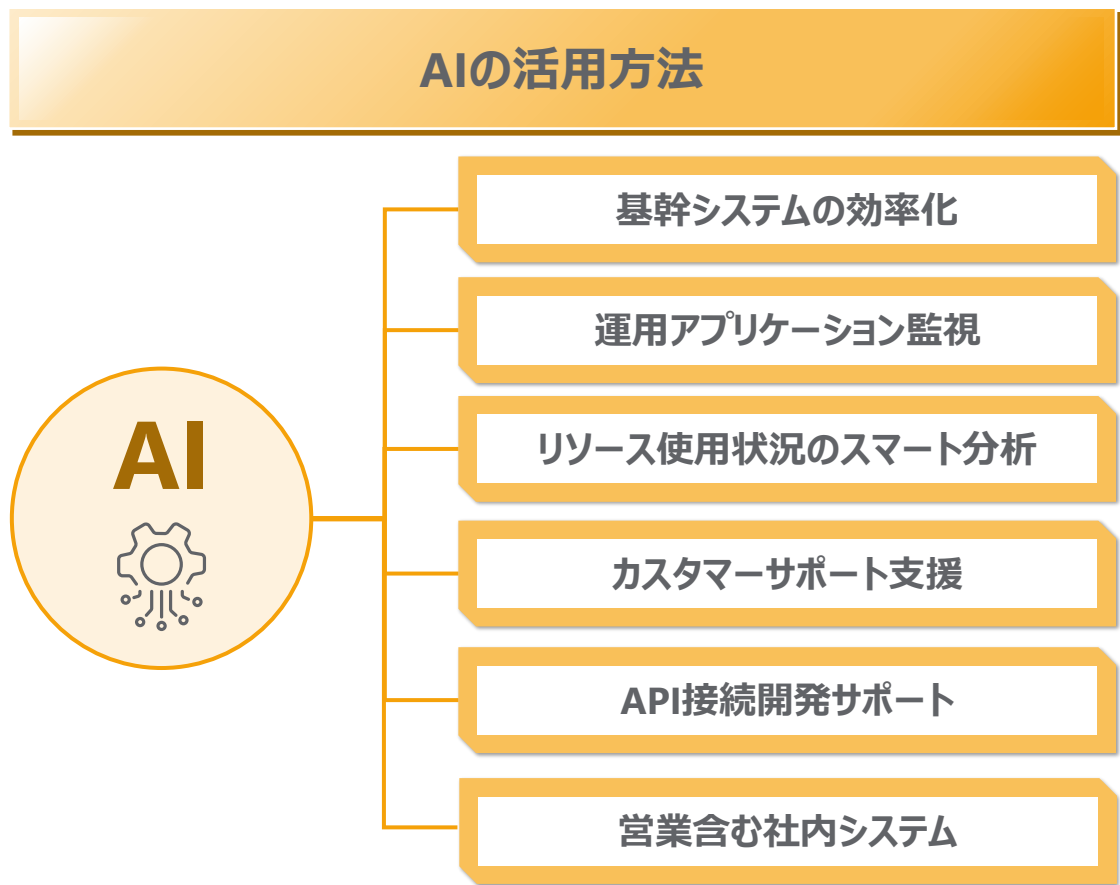 AIの活用方法
基幹システムの効率化
運用アプリケーション監視
リソース使用状況のスマート分析
AI
カスタマーサポート支援
API接続開発サポート
営業含む社内システム